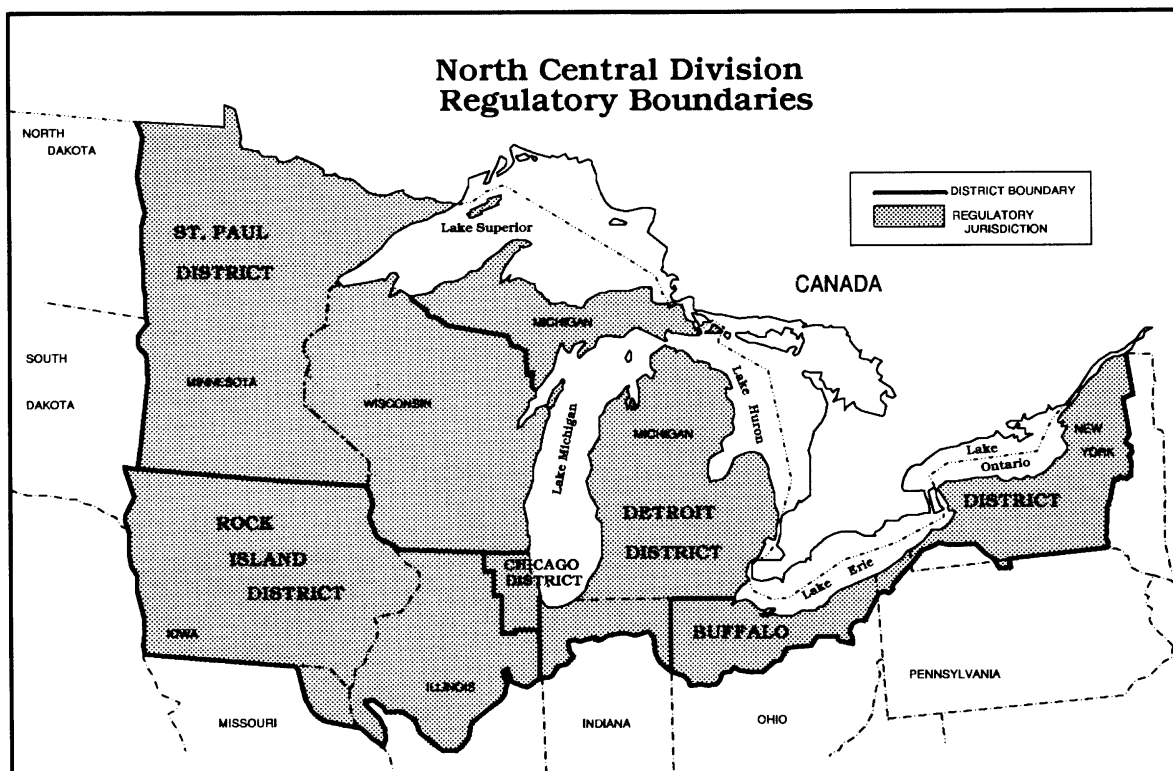 North Central Division
Regulatory Boundaries
NORTH
DAKOTA
DISTRICT BOUNDARY
REGULATORY
JURISDICTION
ST. PAUL
DISTRICT
Lake Superior
CANADA
MICHIGAN
SOUTH
DAKOTA
MINNESOTA
WISCONSIN
Lake Michigan
MICHIGAN
Lake Huron
Lake
Ontario
NEW
YORK
DISTRICT
ROCK
ISLAND
DISTRICT
DETROIT
DISTRICT
CHICAGO
DISTRICT
Lake Erie
IOWA
BUFFALO
ILLINOIS
PENNSYLVANIA
MISSOURI
INDIANA
OHIO